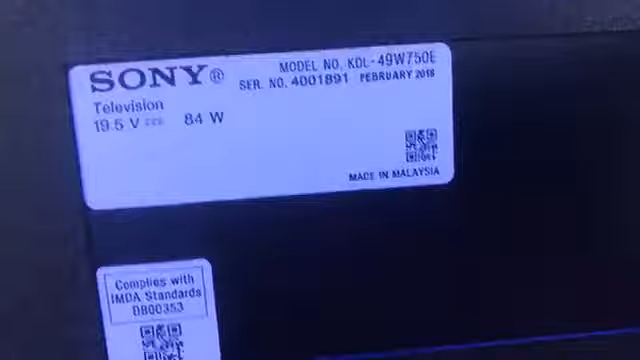 SONY®
MODEL NO. KDL-49W750E
SER. NO. 4001891 FEBRUARY 2018
Television
19.5 V ⎓ 84 W
MADE IN MALAYSIA
Complies with
IMDA Standards
DB00353